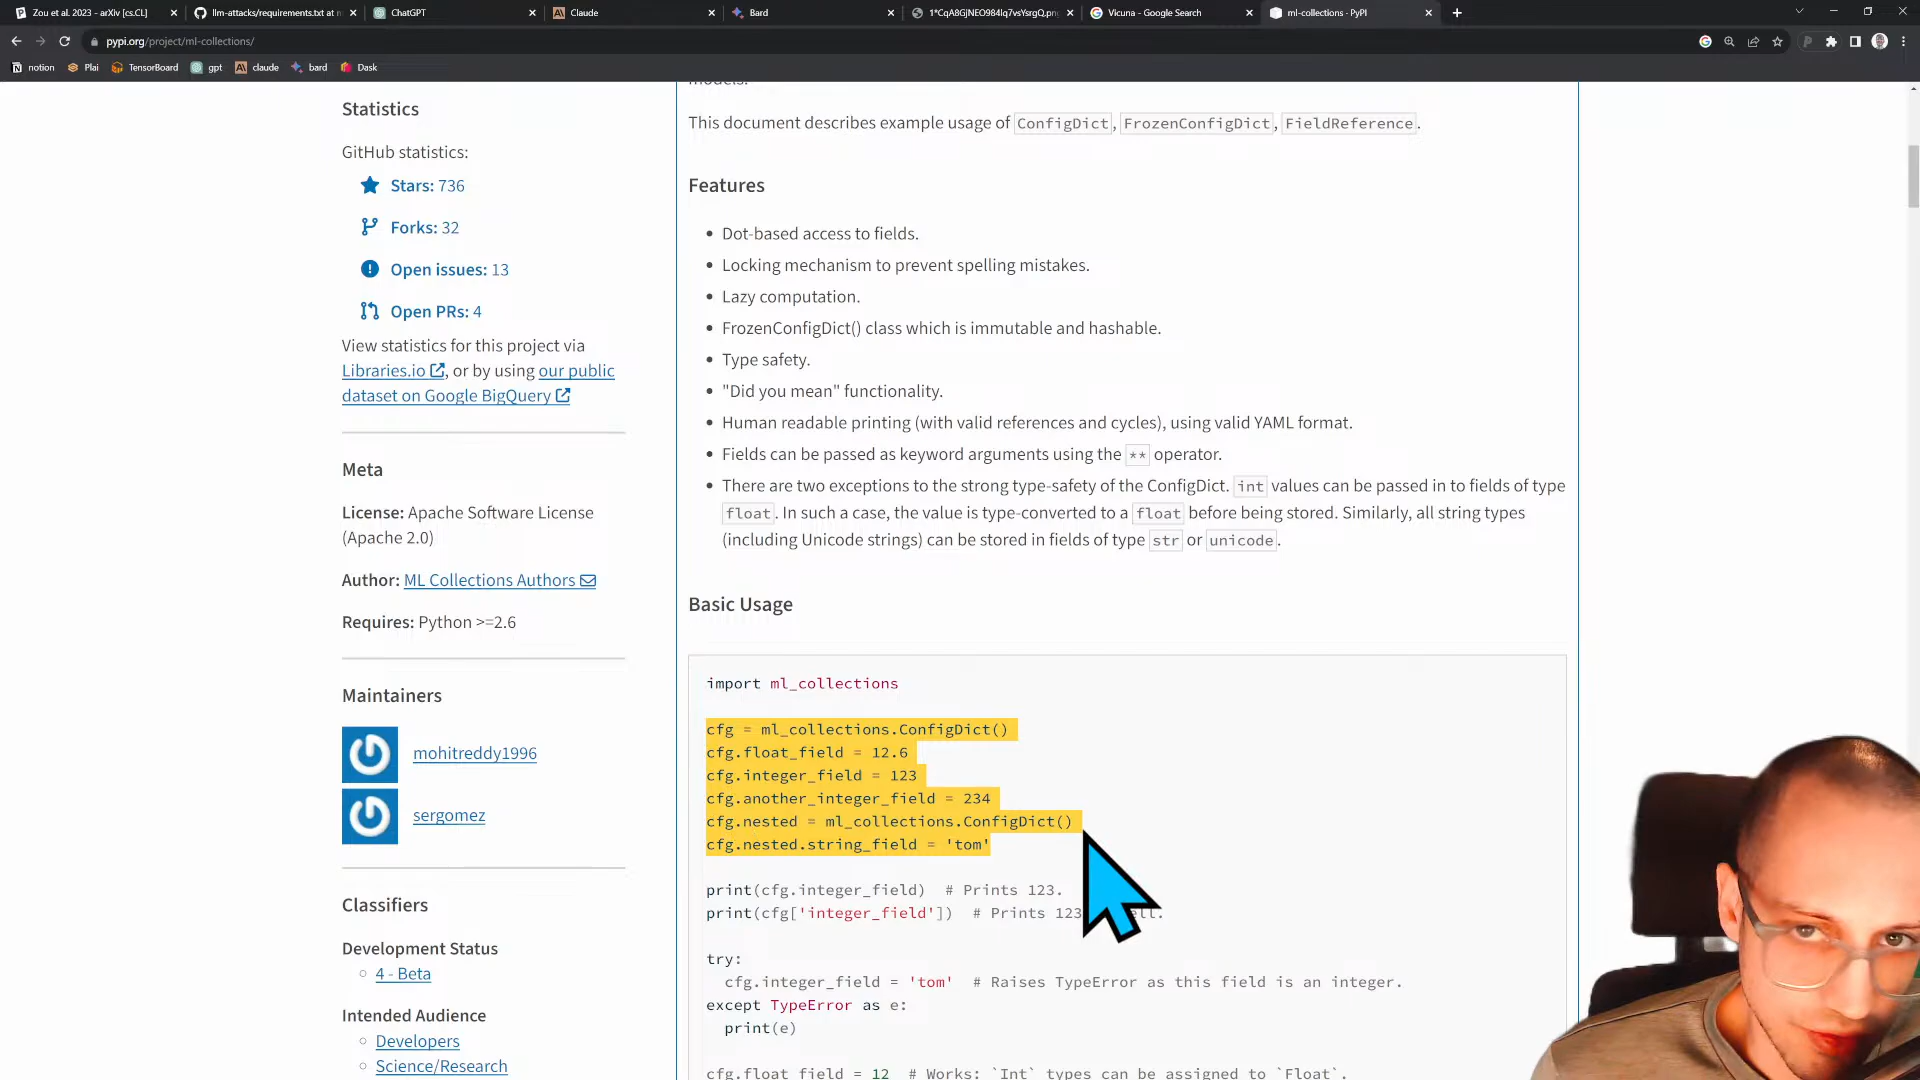 Zou et al. 2023 - arXiv [cs.CL]
llm-attacks/requirements.txt at m
ChatGPT
Claude
Bard
1*CqA8GjNEO984Iq7vsYsrgQ.png
Vicuna - Google Search
ml-collections · PyPI
pypi.org/project/ml-collections/
notion
Plai
TensorBoard
gpt
claude
bard
Dask
Statistics
GitHub statistics:
Stars: 736
Forks: 32
Open issues: 13
Open PRs: 4
View statistics for this project via
Libraries.io, or by using our public
dataset on Google BigQuery
Meta
License: Apache Software License
(Apache 2.0)
Author: ML Collections Authors
Requires: Python >=2.6
Maintainers
mohitreddy1996
sergomez
Classifiers
Development Status
4 - Beta
Intended Audience
Developers
Science/Research
models.
This document describes example usage of ConfigDict, FrozenConfigDict, FieldReference.
Features
Dot-based access to fields.
Locking mechanism to prevent spelling mistakes.
Lazy computation.
FrozenConfigDict() class which is immutable and hashable.
Type safety.
"Did you mean" functionality.
Human readable printing (with valid references and cycles), using valid YAML format.
Fields can be passed as keyword arguments using the ** operator.
There are two exceptions to the strong type-safety of the ConfigDict. int values can be passed in to fields of type
float. In such a case, the value is type-converted to a float before being stored. Similarly, all string types
(including Unicode strings) can be stored in fields of type str or unicode.
Basic Usage
import ml_collections
cfg = ml_collections.ConfigDict()
cfg.float_field = 12.6
cfg.integer_field = 123
cfg.another_integer_field = 234
cfg.nested = ml_collections.ConfigDict()
cfg.nested.string_field = 'tom'
print(cfg.integer_field)  # Prints 123.
print(cfg['integer_field'])  # Prints 123
try:
cfg.integer_field = 'tom'  # Raises TypeError as this field is an integer.
except TypeError as e:
print(e)
cfg.float_field = 12  # Works: `Int` types can be assigned to `Float`.